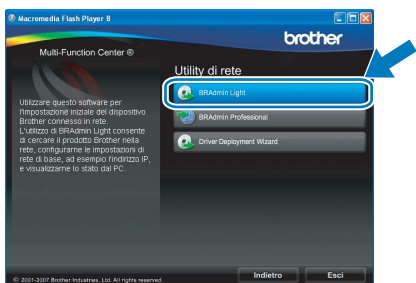 Macromedia Flash Player 8
brother
Multi-Function Center ®
Utility di rete
BRAdmin Light
BRAdmin Professional
Driver Deployment Wizard
Utilizzare questo software per
l'impostazione iniziale del dispositivo
Brother connesso in rete.
L'utilizzo di BRAdmin Light consente
di cercare il prodotto Brother nella
rete, configurarne le impostazioni di
rete di base, ad esempio l'indirizzo IP,
e visualizzarne lo stato dal PC.
Indietro
Esci
© 2001-2007 Brother Industries, Ltd. All rights reserved.